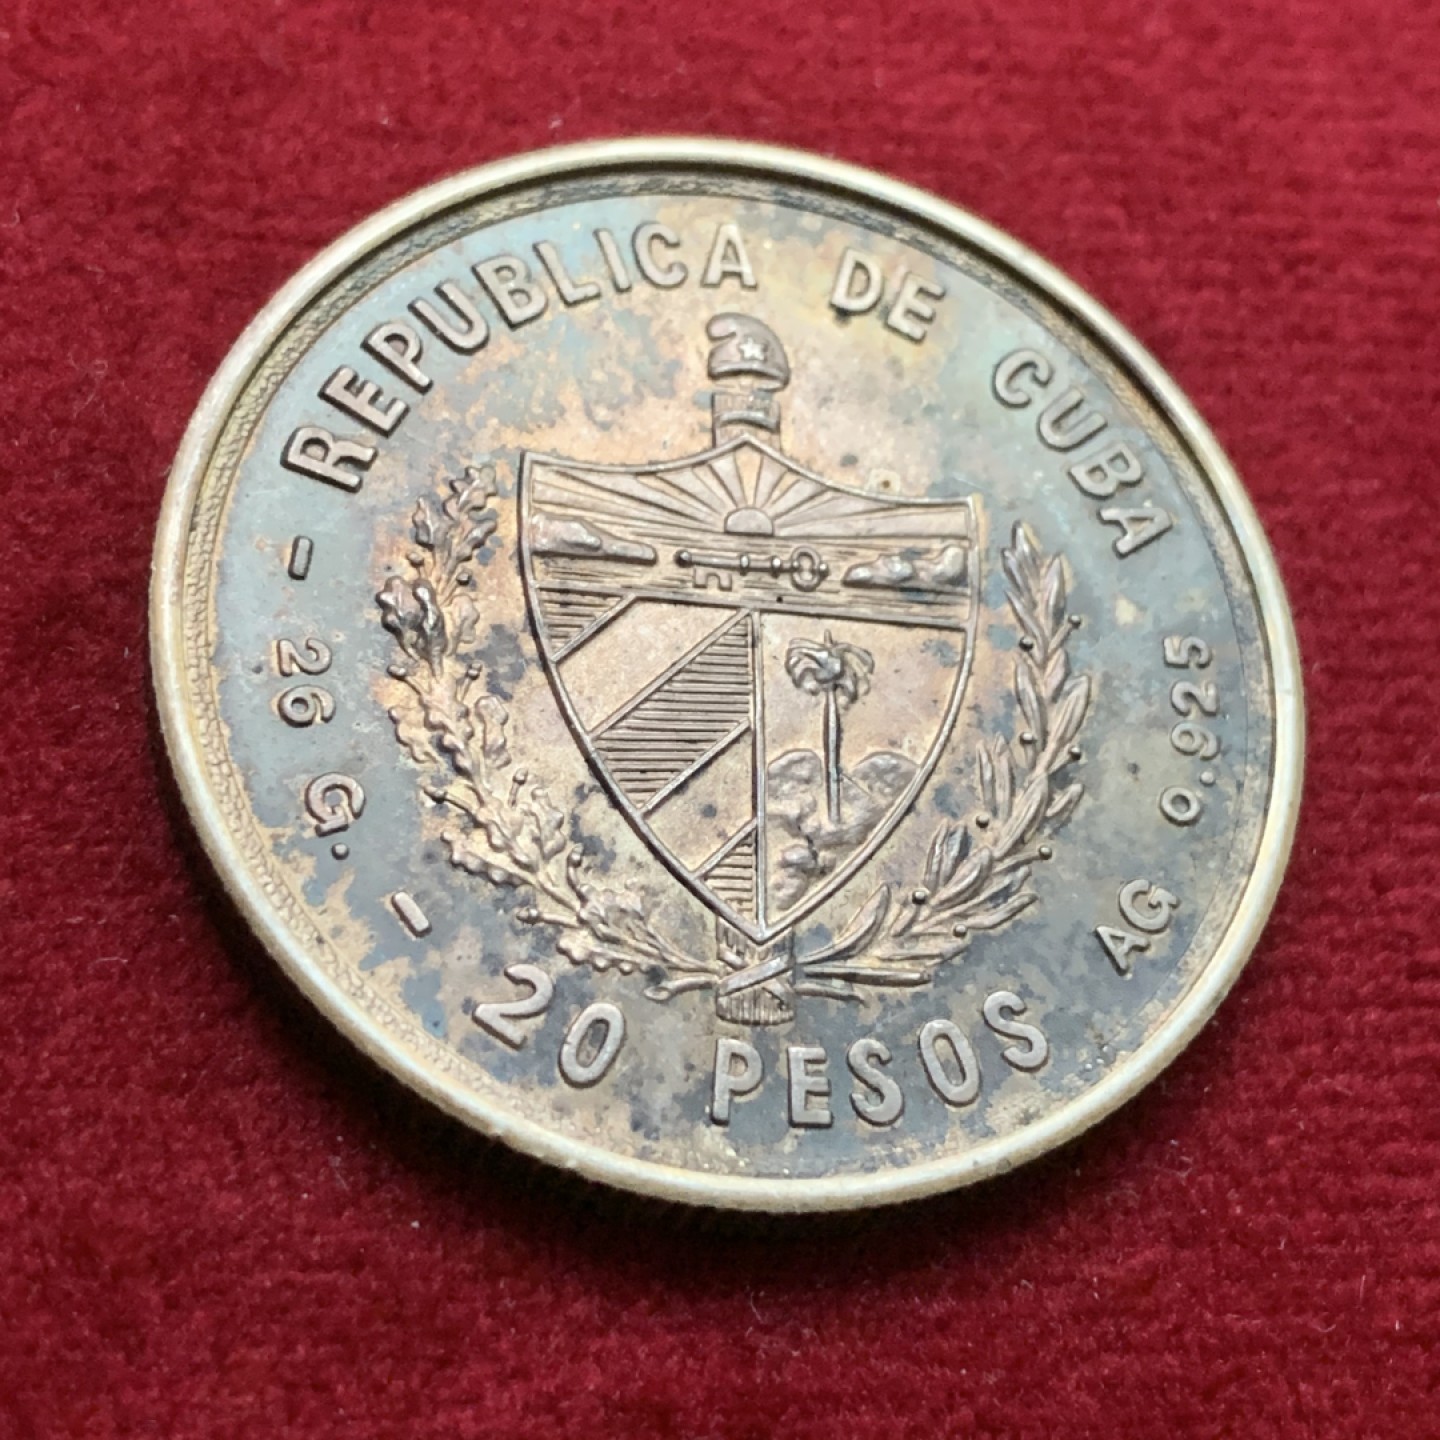 REPUBLICA DE CUBA
- 26 G. -
20 PESOS
AG 0.925